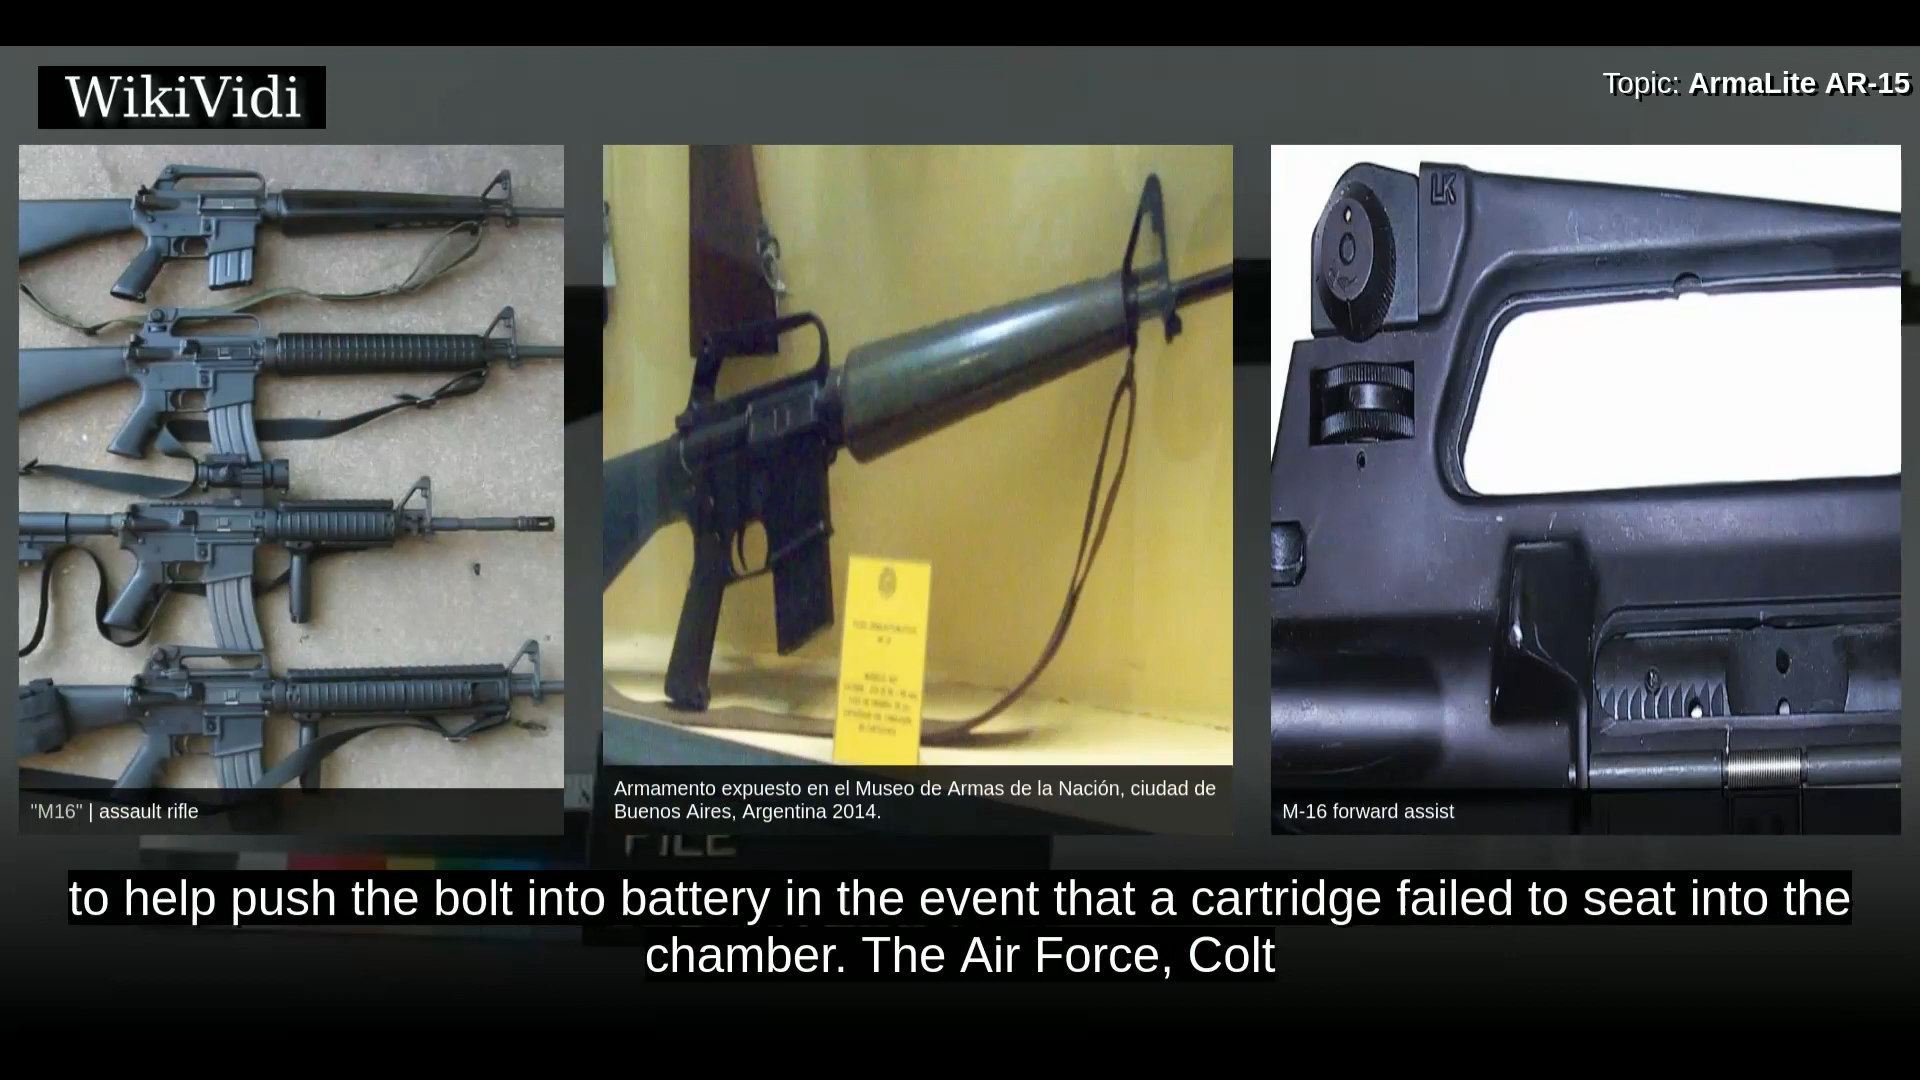 WikiVidi
Topic: ArmaLite AR-15
LK
"M16" | assault rifle
Armamento expuesto en el Museo de Armas de la Nación, ciudad de
Buenos Aires, Argentina 2014.
M-16 forward assist
FILE
to help push the bolt into battery in the event that a cartridge failed to seat into the
chamber. The Air Force, Colt